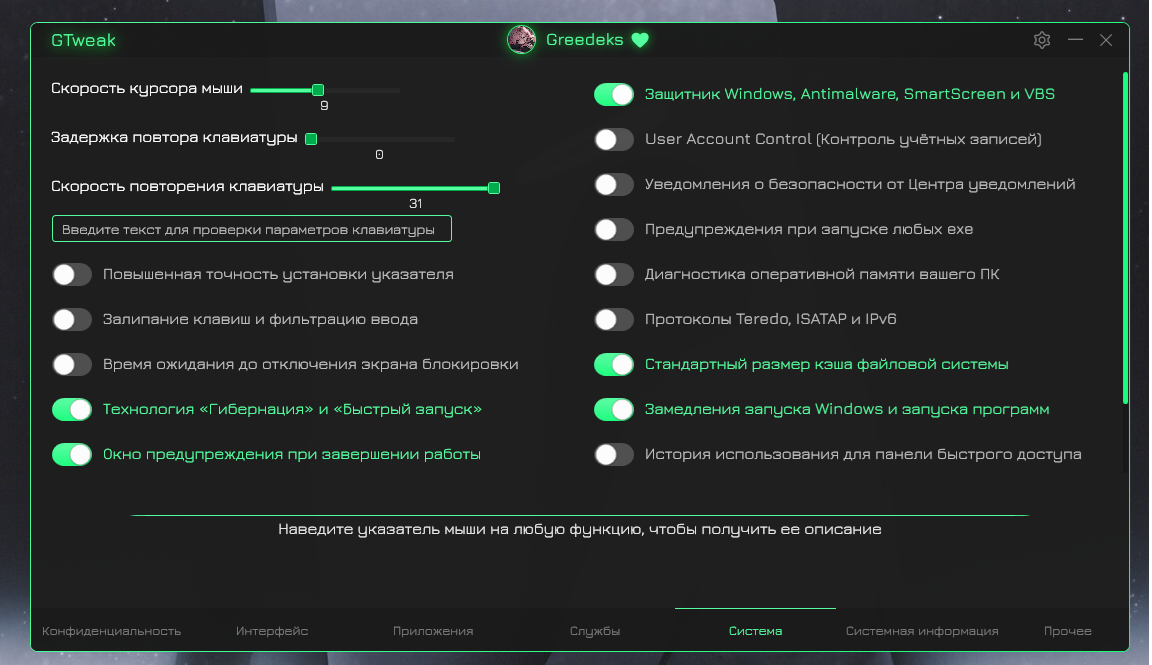 GTweak
Greedeks
Скорость курсора мыши
9
Задержка повтора клавиатуры
0
Скорость повторения клавиатуры
31
Введите текст для проверки параметров клавиатуры
Повышенная точность установки указателя
Залипание клавиш и фильтрацию ввода
Время ожидания до отключения экрана блокировки
Технология «Гибернация» и «Быстрый запуск»
Окно предупреждения при завершении работы
Защитник Windows, Antimalware, SmartScreen и VBS
User Account Control (Контроль учётных записей)
Уведомления о безопасности от Центра уведомлений
Предупреждения при запуске любых exe
Диагностика оперативной памяти вашего ПК
Протоколы Teredo, ISATAP и IPv6
Стандартный размер кэша файловой системы
Замедления запуска Windows и запуска программ
История использования для панели быстрого доступа
Наведите указатель мыши на любую функцию, чтобы получить ее описание
Конфиденциальность
Интерфейс
Приложения
Службы
Система
Системная информация
Прочее